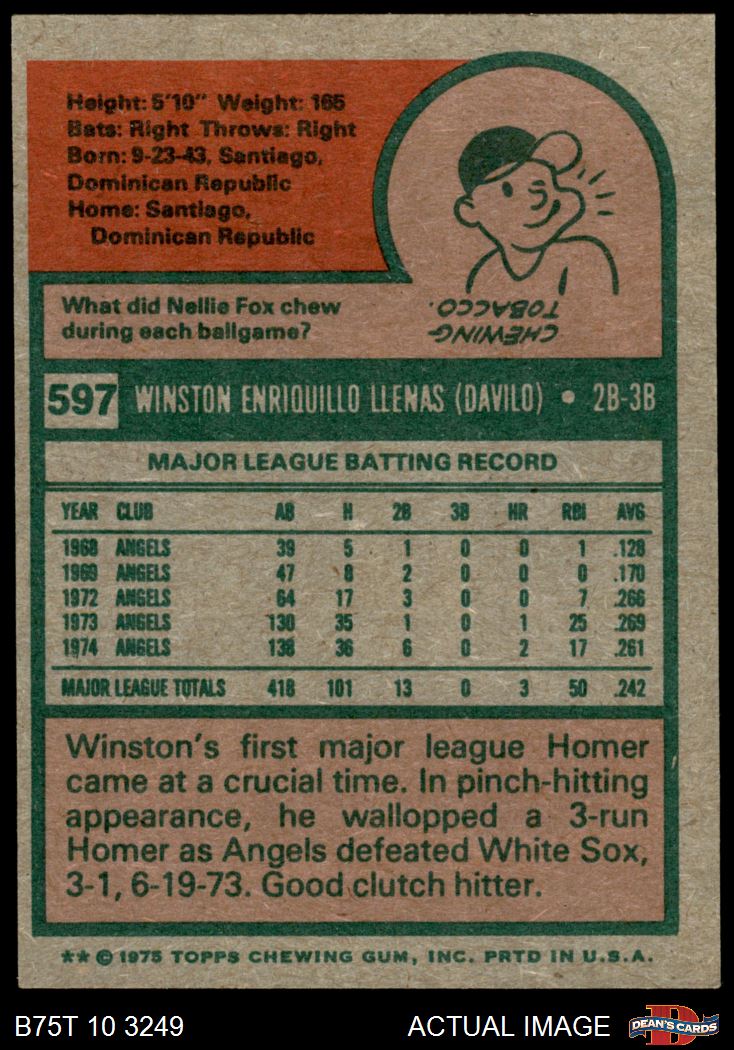 Height: 5'10" Weight: 165
Bats: Right Throws: Right
Born: 9-23-43, Santiago,
Dominican Republic
Home: Santiago,
Dominican Republic
What did Nellie Fox chew
during each ballgame?
CHEWING
TOBACCO.
597 WINSTON ENRIQUILLO LLENAS (DAVILO) • 2B-3B
MAJOR LEAGUE BATTING RECORD
YEAR CLUB AB H 2B 3B HR RBI AVG
1968 ANGELS 39 5 1 0 0 1 .128
1969 ANGELS 47 8 2 0 0 0 .170
1972 ANGELS 64 17 3 0 0 7 .266
1973 ANGELS 130 35 1 0 1 25 .269
1974 ANGELS 138 36 6 0 2 17 .261
MAJOR LEAGUE TOTALS 418 101 13 0 3 50 .242
Winston's first major league Homer
came at a crucial time. In pinch-hitting
appearance, he wallopped a 3-run
Homer as Angels defeated White Sox,
3-1, 6-19-73. Good clutch hitter.
** © 1975 TOPPS CHEWING GUM, INC. PRTD IN U.S.A.
B75T 10 3249 ACTUAL IMAGE DEAN'S CARDS